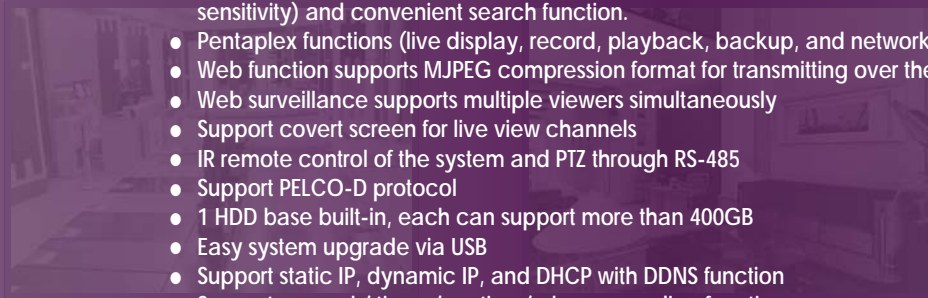 sensitivity) and convenient search function.
● Pentaplex functions (live display, record, playback, backup, and network
● Web function supports MJPEG compression format for transmitting over the
● Web surveillance supports multiple viewers simultaneously
● Support covert screen for live view channels
● IR remote control of the system and PTZ through RS-485
● Support PELCO-D protocol
● 1 HDD base built-in, each can support more than 400GB
● Easy system upgrade via USB
● Support static IP, dynamic IP, and DHCP with DDNS function